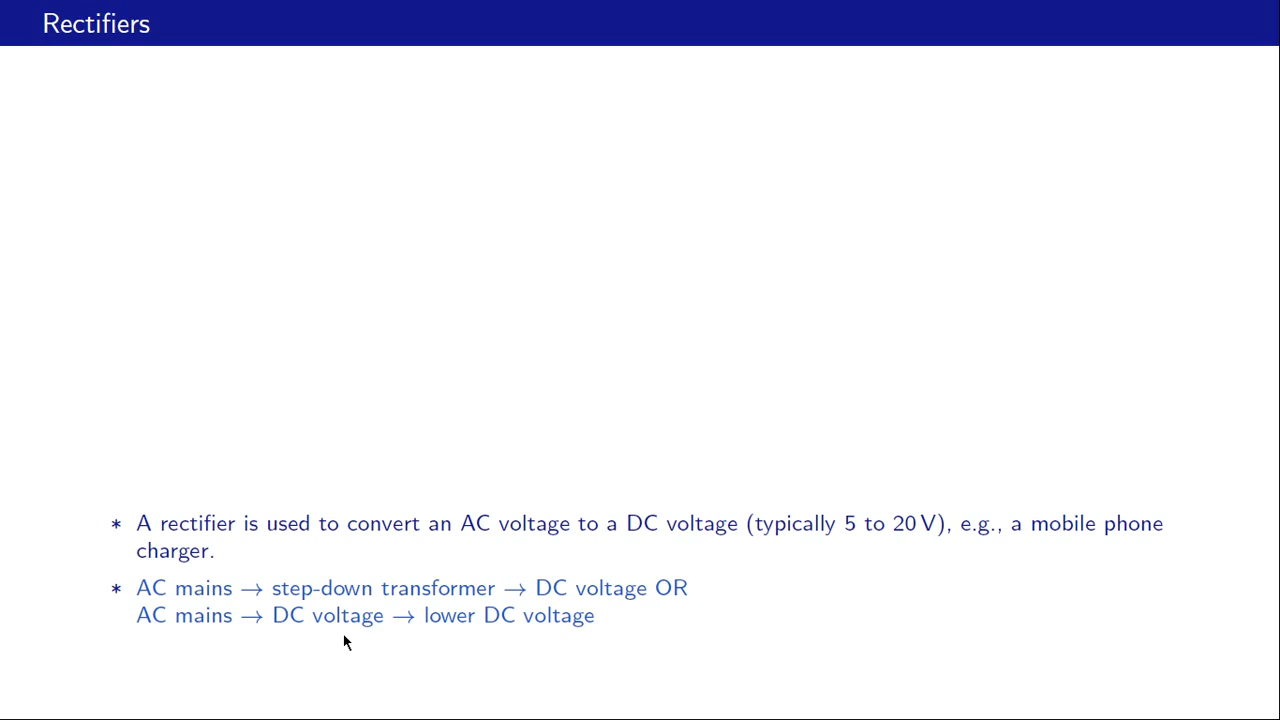 Rectifiers
* A rectifier is used to convert an AC voltage to a DC voltage (typically 5 to 20 V), e.g., a mobile phone
charger.
* AC mains → step-down transformer → DC voltage OR
AC mains → DC voltage → lower DC voltage